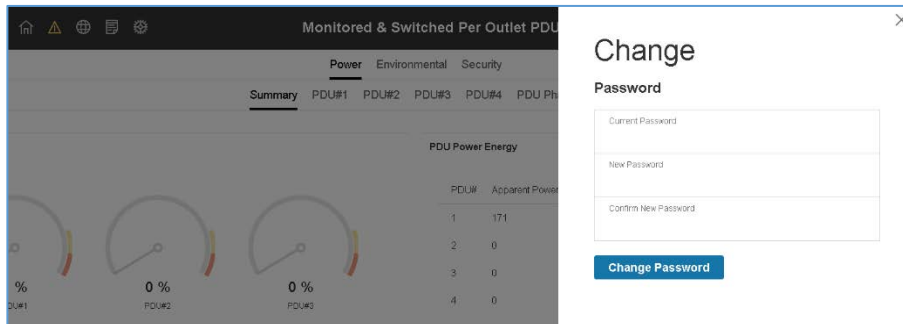 Monitored & Switched Per Outlet PDU
Power Environmental Security
Summary PDU#1 PDU#2 PDU#3 PDU#4 PDU Ph
PDU Power Energy
PDU# Apparent Power
1 171
2 0
3 0
4 0
% 0 % 0 %
DU#1 PDU#2 PDU#3
Change
Password
Current Password
New Password
Confirm New Password
Change Password